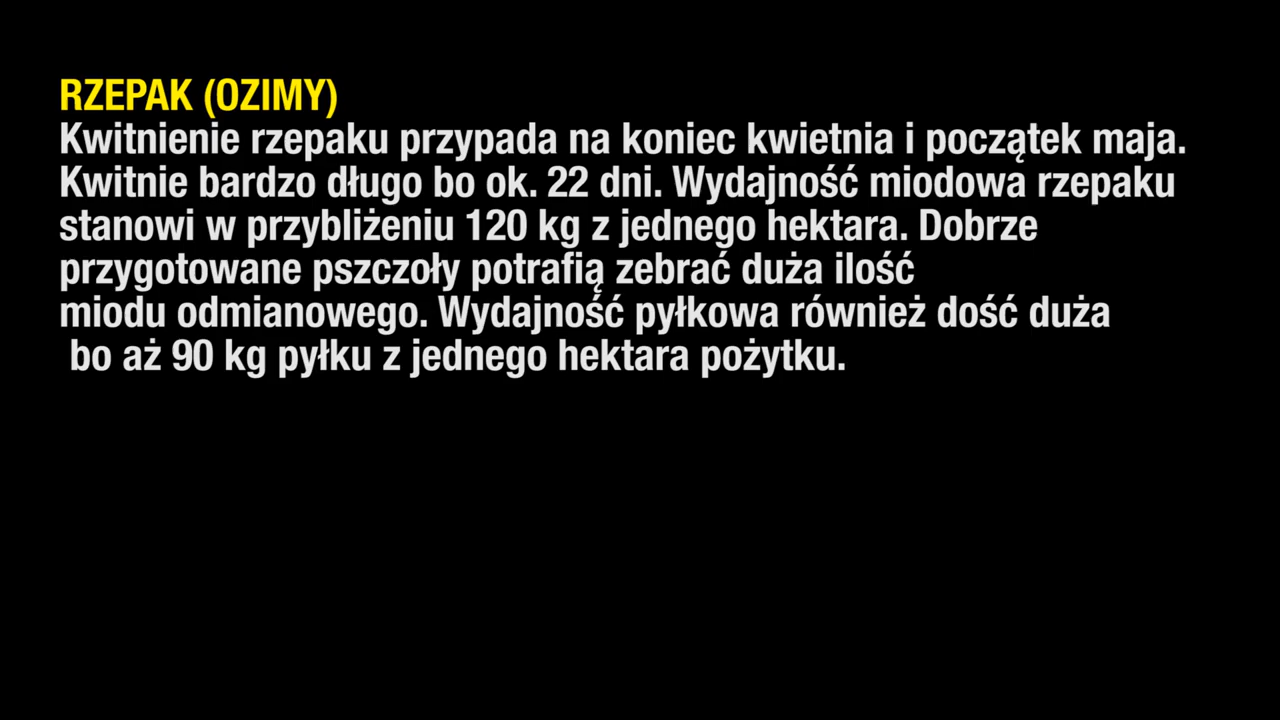 RZEPAK (OZIMY)
Kwitnienie rzepaku przypada na koniec kwietnia i początek maja.
Kwitnie bardzo długo bo ok. 22 dni. Wydajność miodowa rzepaku
stanowi w przybliżeniu 120 kg z jednego hektara. Dobrze
przygotowane pszczoły potrafią zebrać duża ilość
miodu odmianowego. Wydajność pyłkowa również dość duża
bo aż 90 kg pyłku z jednego hektara pożytku.